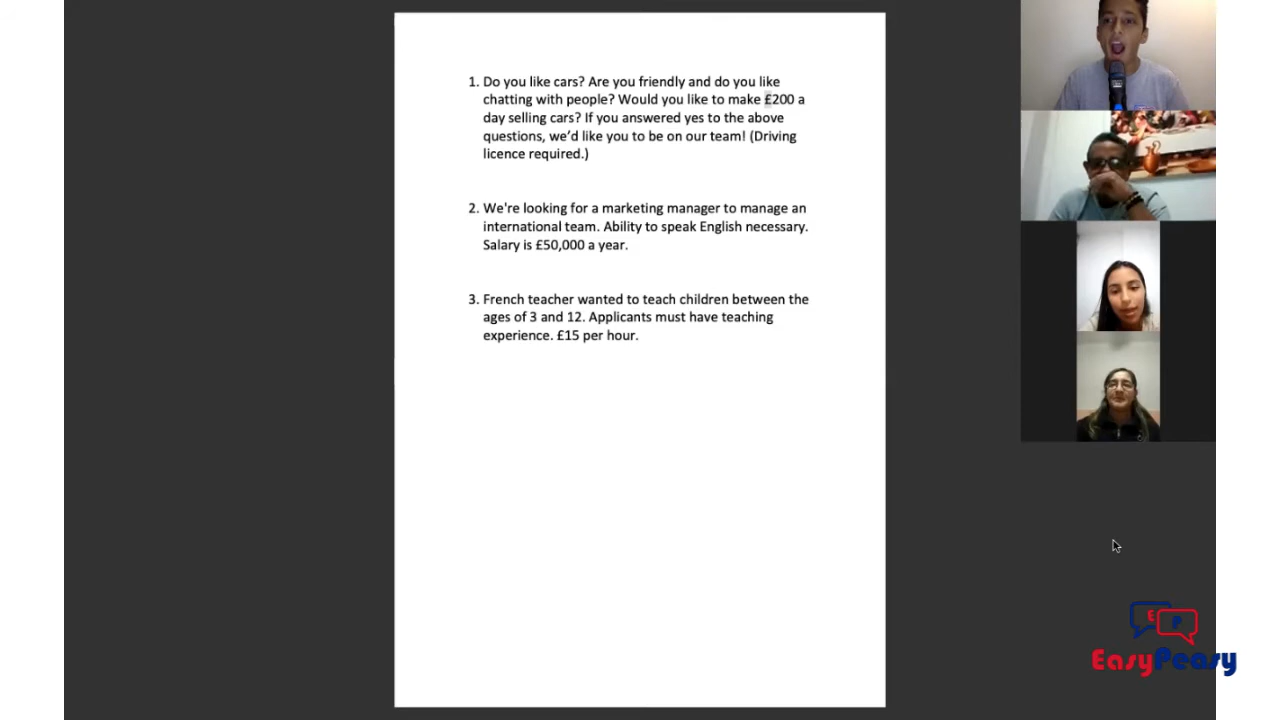 1. Do you like cars? Are you friendly and do you like
chatting with people? Would you like to make £200 a
day selling cars? If you answered yes to the above
questions, we’d like you to be on our team! (Driving
licence required.)
2. We're looking for a marketing manager to manage an
international team. Ability to speak English necessary.
Salary is £50,000 a year.
3. French teacher wanted to teach children between the
ages of 3 and 12. Applicants must have teaching
experience. £15 per hour.
E P
EasyPeasy